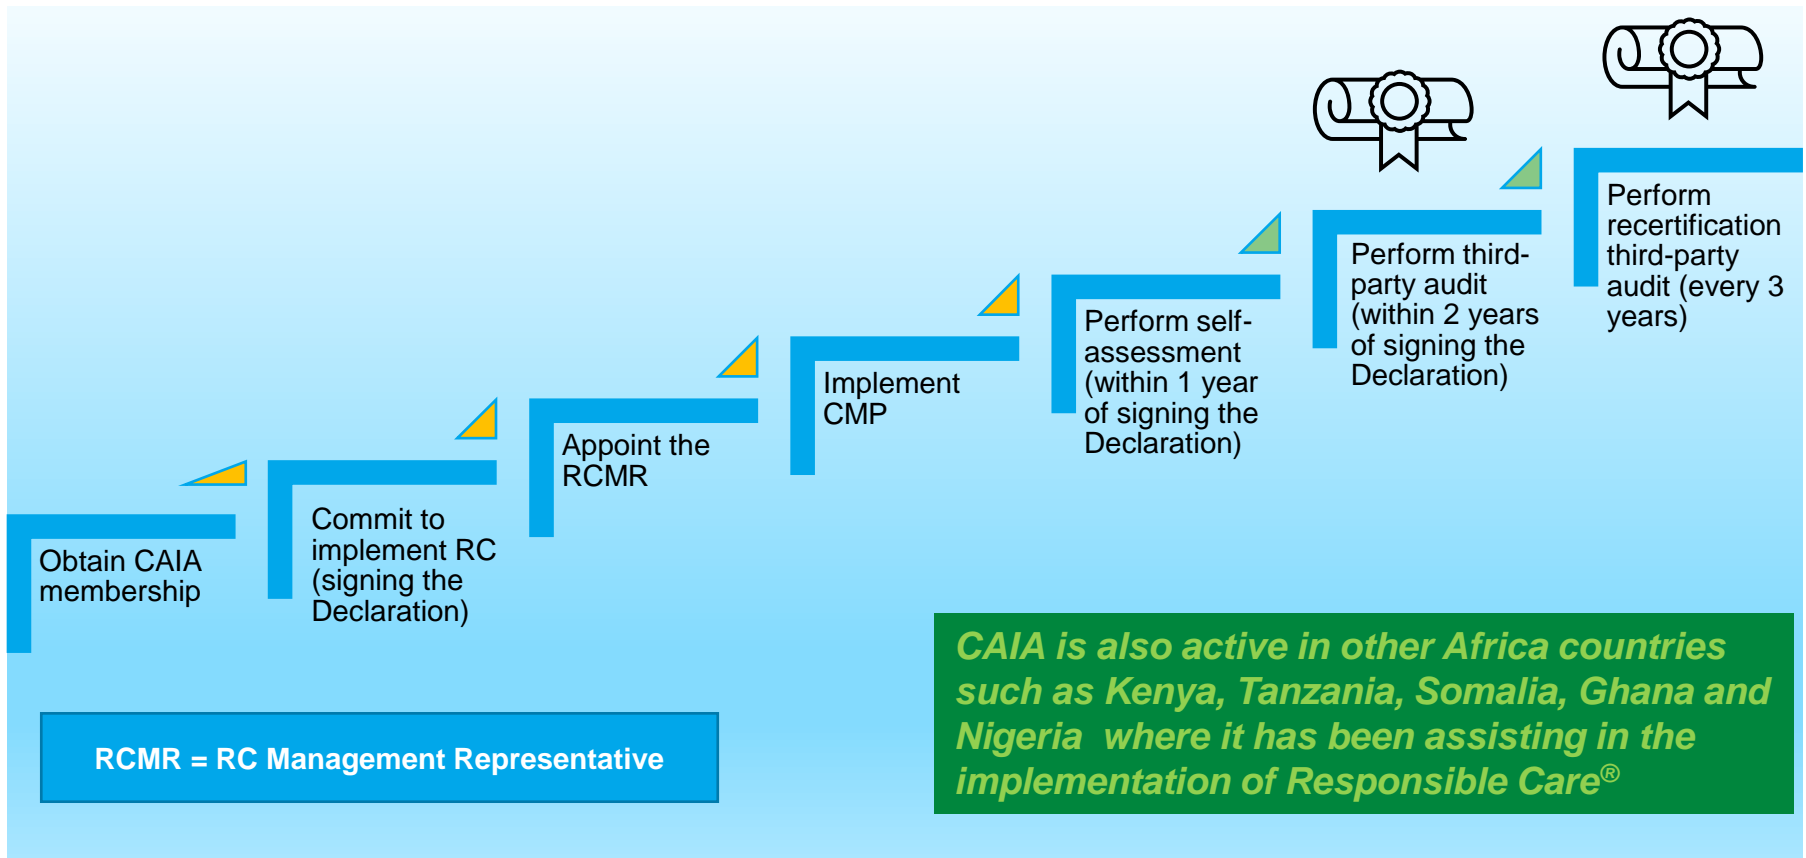 Obtain CAIA
membership
Commit to
implement RC
(signing the
Declaration)
Appoint the
RCMR
Implement
CMP
Perform self-
assessment
(within 1 year
of signing the
Declaration)
Perform third-
party audit
(within 2 years
of signing the
Declaration)
Perform
recertification
third-party
audit (every 3
years)
RCMR = RC Management Representative
CAIA is also active in other Africa countries
such as Kenya, Tanzania, Somalia, Ghana and
Nigeria  where it has been assisting in the
implementation of Responsible Care®